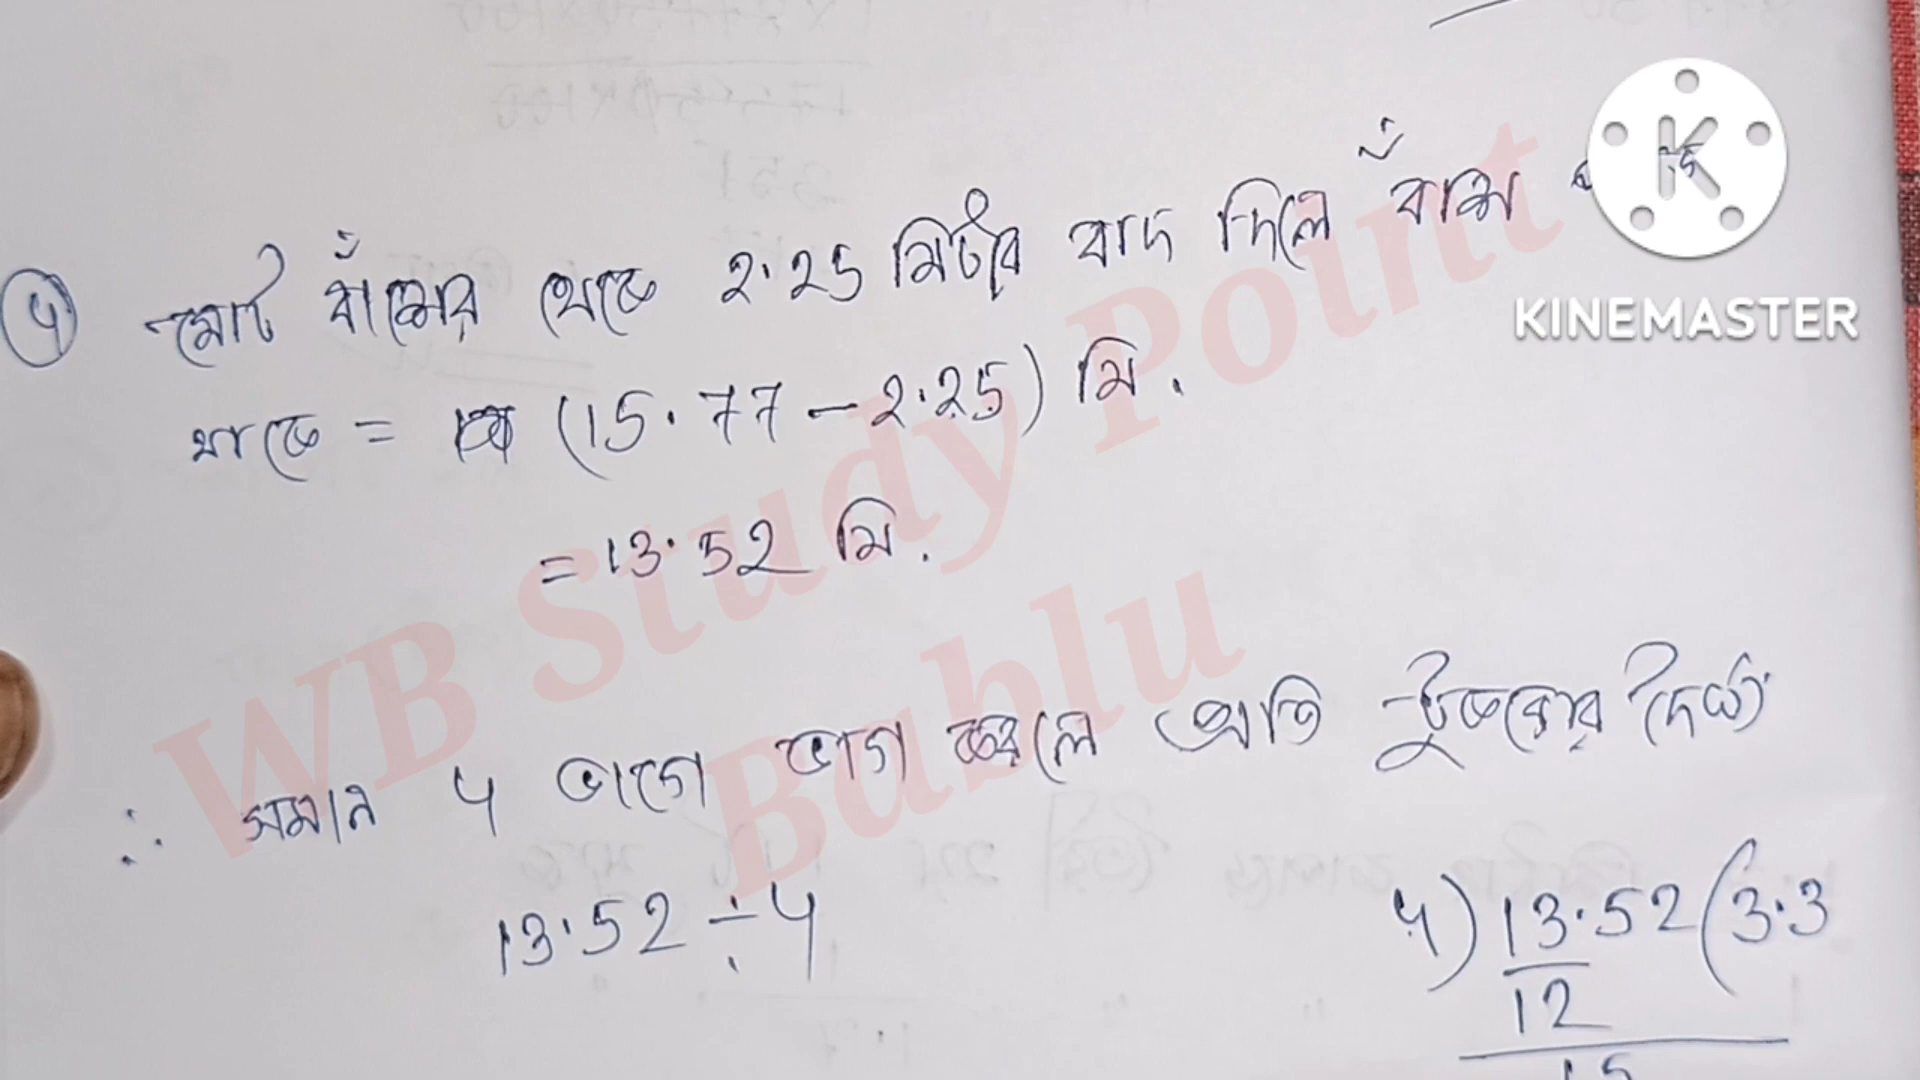 ④ মোট বাঁশের থেকে 2.25 মিটার বাদ দিলে বাঁশ
থাকে = (15.77 - 2.25) মি.
= 13.52 মি.
∴ সমান 4 ভাগে ভাগ করলে প্রতি টুকরোর দৈর্ঘ্য
13.52 ÷ 4
4) 13.52 (3.3
12
15
KINEMASTER
WB Study Point
Bablu